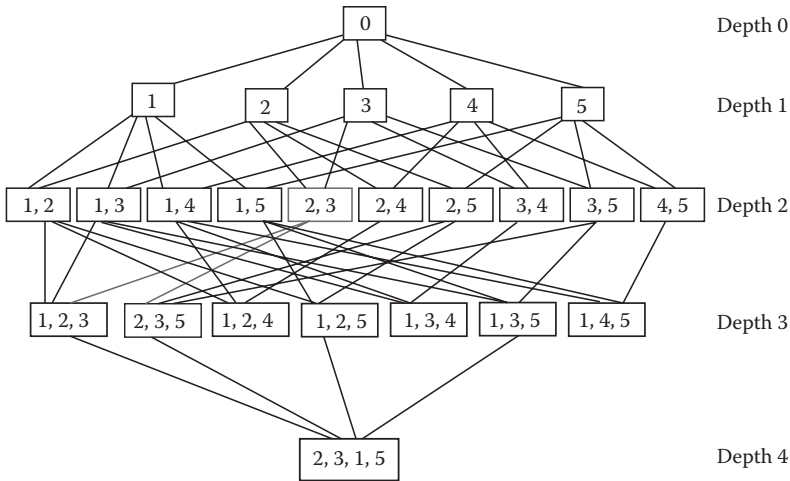 0 Depth 0
1 2 3 4 5 Depth 1
1, 2 1, 3 1, 4 1, 5 2, 3 2, 4 2, 5 3, 4 3, 5 4, 5 Depth 2
1, 2, 3 2, 3, 5 1, 2, 4 1, 2, 5 1, 3, 4 1, 3, 5 1, 4, 5 Depth 3
2, 3, 1, 5 Depth 4